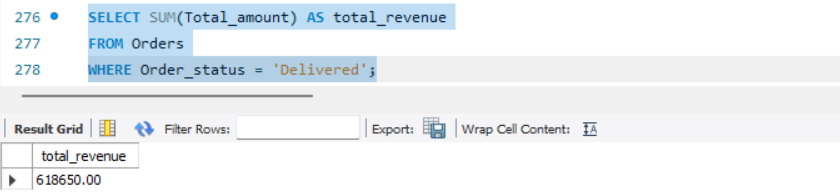 276 SELECT SUM(Total_amount) AS total_revenue
277 FROM Orders
278 WHERE Order_status = 'Delivered';
Result Grid Filter Rows: Export: Wrap Cell Content: IA
total_revenue
618650.00